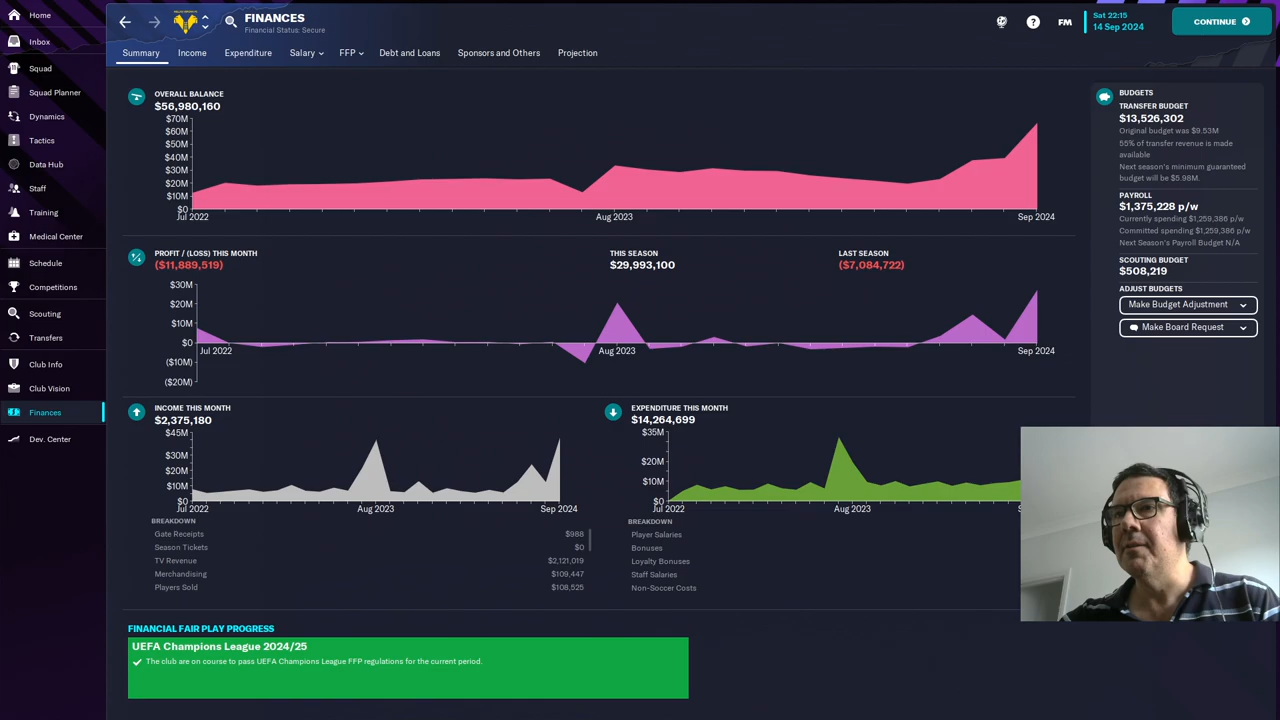 Home
Inbox
Squad
Squad Planner
Dynamics
Tactics
Data Hub
Staff
Training
Medical Center
Schedule
Competitions
Scouting
Transfers
Club Info
Club Vision
Finances
Dev. Center
FINANCES
Financial Status: Secure
FM
Sat 22:15
14 Sep 2024
CONTINUE
Summary
Income
Expenditure
Salary
FFP
Debt and Loans
Sponsors and Others
Projection
OVERALL BALANCE
$56,980,160
$70M
$60M
$50M
$40M
$30M
$20M
$10M
$0
Jul 2022
Aug 2023
Sep 2024
PROFIT / (LOSS) THIS MONTH
($11,889,519)
THIS SEASON
$29,993,100
LAST SEASON
($7,084,722)
$30M
$20M
$10M
$0
($10M)
($20M)
Jul 2022
Aug 2023
Sep 2024
INCOME THIS MONTH
$2,375,180
$45M
$30M
$20M
$10M
$0
Jul 2022
Aug 2023
Sep 2024
BREAKDOWN
Gate Receipts $988
Season Tickets $0
TV Revenue $2,121,019
Merchandising $109,447
Players Sold $108,525
EXPENDITURE THIS MONTH
$14,264,699
$35M
$20M
$10M
$0
Jul 2022
Aug 2023
BREAKDOWN
Player Salaries
Bonuses
Loyalty Bonuses
Staff Salaries
Non-Soccer Costs
FINANCIAL FAIR PLAY PROGRESS
UEFA Champions League 2024/25
The club are on course to pass UEFA Champions League FFP regulations for the current period.
BUDGETS
TRANSFER BUDGET
$13,526,302
Original budget was $9.53M
55% of transfer revenue is made
available
Next season's minimum guaranteed
budget will be $5.98M.
PAYROLL
$1,375,228 p/w
Currently spending $1,259,386 p/w
Committed spending $1,259,386 p/w
Next Season's Payroll Budget N/A
SCOUTING BUDGET
$508,219
ADJUST BUDGETS
Make Budget Adjustment
Make Board Request